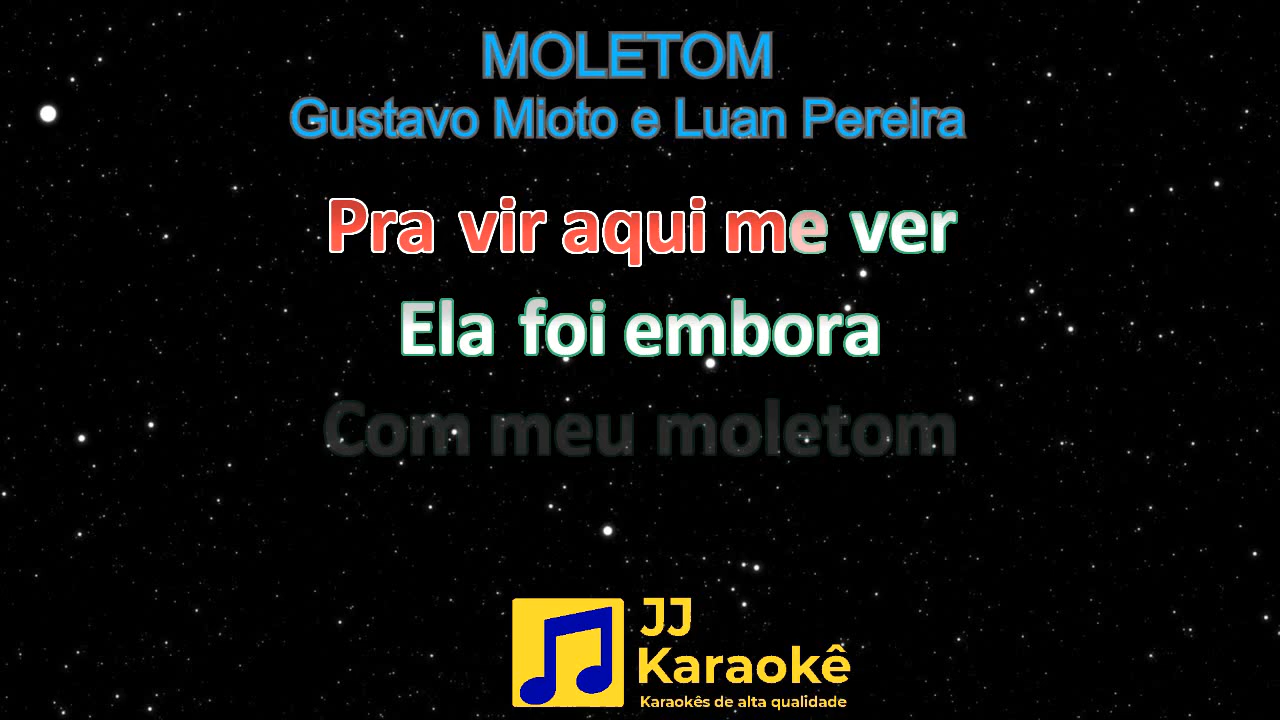 MOLETOM
Gustavo Mioto e Luan Pereira
Pra vir aqui me ver
Ela foi embora
Com meu moletom
JJ
Karaokê
Karaokês de alta qualidade